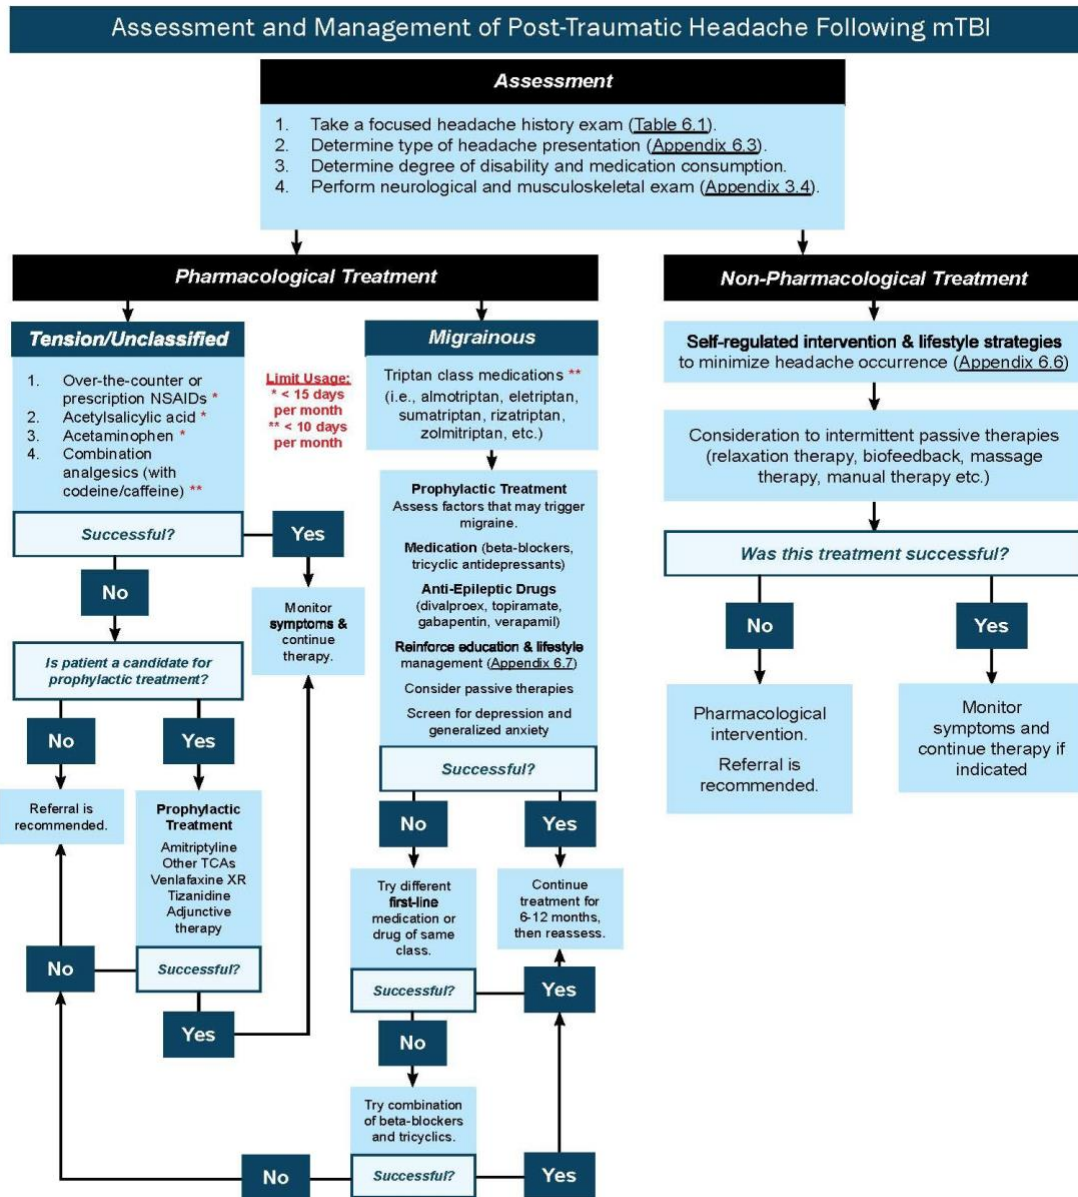 Assessment and Management of Post-Traumatic Headache Following mTBI
Assessment
1. Take a focused headache history exam (Table 6.1).
2. Determine type of headache presentation (Appendix 6.3).
3. Determine degree of disability and medication consumption.
4. Perform neurological and musculoskeletal exam (Appendix 3.4).
Pharmacological Treatment
Tension/Unclassified
1. Over-the-counter or
prescription NSAIDs *
2. Acetylsalicylic acid *
3. Acetaminophen *
4. Combination
analgesics (with
codeine/caffeine) **
Limit Usage:
* < 15 days
per month
** < 10 days
per month
Successful?
Yes
Monitor
symptoms &
continue
therapy.
No
Is patient a candidate for
prophylactic treatment?
No
Referral is
recommended.
Yes
Prophylactic
Treatment
Amitriptyline
Other TCAs
Venlafaxine XR
Tizanidine
Adjunctive
therapy
Successful?
No
Yes
Migrainous
Triptan class medications **
(i.e., almotriptan, eletriptan,
sumatriptan, rizatriptan,
zolmitriptan, etc.)
Prophylactic Treatment
Assess factors that may trigger
migraine.
Medication (beta-blockers,
tricyclic antidepressants)
Anti-Epileptic Drugs
(divalproex, topiramate,
gabapentin, verapamil)
Reinforce education & lifestyle
management (Appendix 6.7)
Consider passive therapies
Screen for depression and
generalized anxiety
Successful?
No
Yes
Try different
first-line
medication or
drug of same
class.
Continue
treatment for
6-12 months,
then reassess.
Successful?
Yes
No
Try combination
of beta-blockers
and tricyclics.
Successful?
No
Yes
Non-Pharmacological Treatment
Self-regulated intervention & lifestyle strategies
to minimize headache occurrence (Appendix 6.6)
Consideration to intermittent passive therapies
(relaxation therapy, biofeedback, massage
therapy, manual therapy etc.)
Was this treatment successful?
No
Yes
Pharmacological
intervention.
Referral is
recommended.
Monitor
symptoms and
continue therapy if
indicated